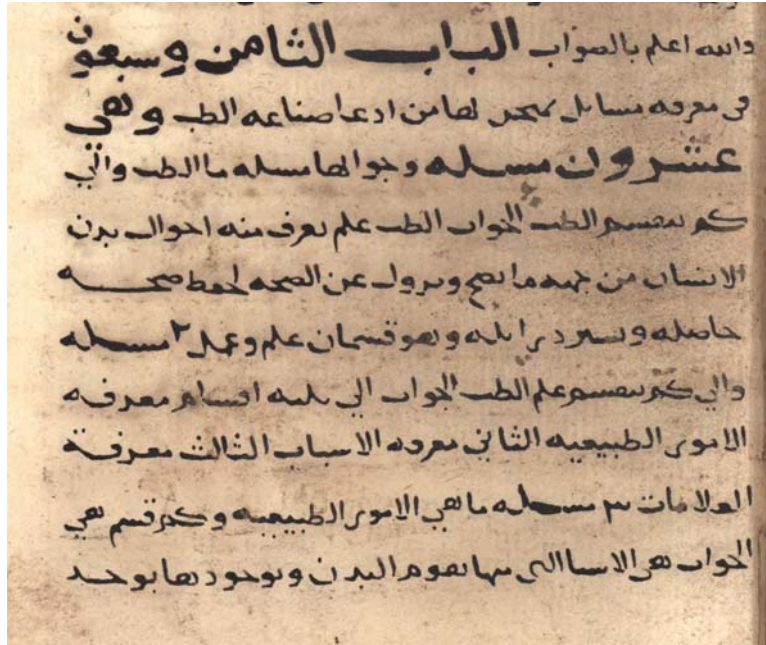 والله اعلم بالصواب الباب الثامن وسبعون
في معرفه مسايل يمتحن بها من ادعا صناعه الطب وهي
عشرون مسله وجوابها مسله ما الطب والي
كم ينقسم الطب الجواب الطب علم يعرف منه احوال بدن
الانسان من جهه ما يصح ويزول عن الصحه لحفظ صحه
حاصله ويسترد زايله وهو قسمان علم وعمل ٢ مسله
والي كم ينقسم علم الطب الجواب الي ثلثه اقسام معرفه
الامور الطبيعيه الثاني معرفه الاسباب الثالث معرفة
العلامات ٣ مسله ما هي الامور الطبيعيه وكم قسم هي
الجواب هي الاشيا التي بها يقوم البدن وبوجودها يوجد